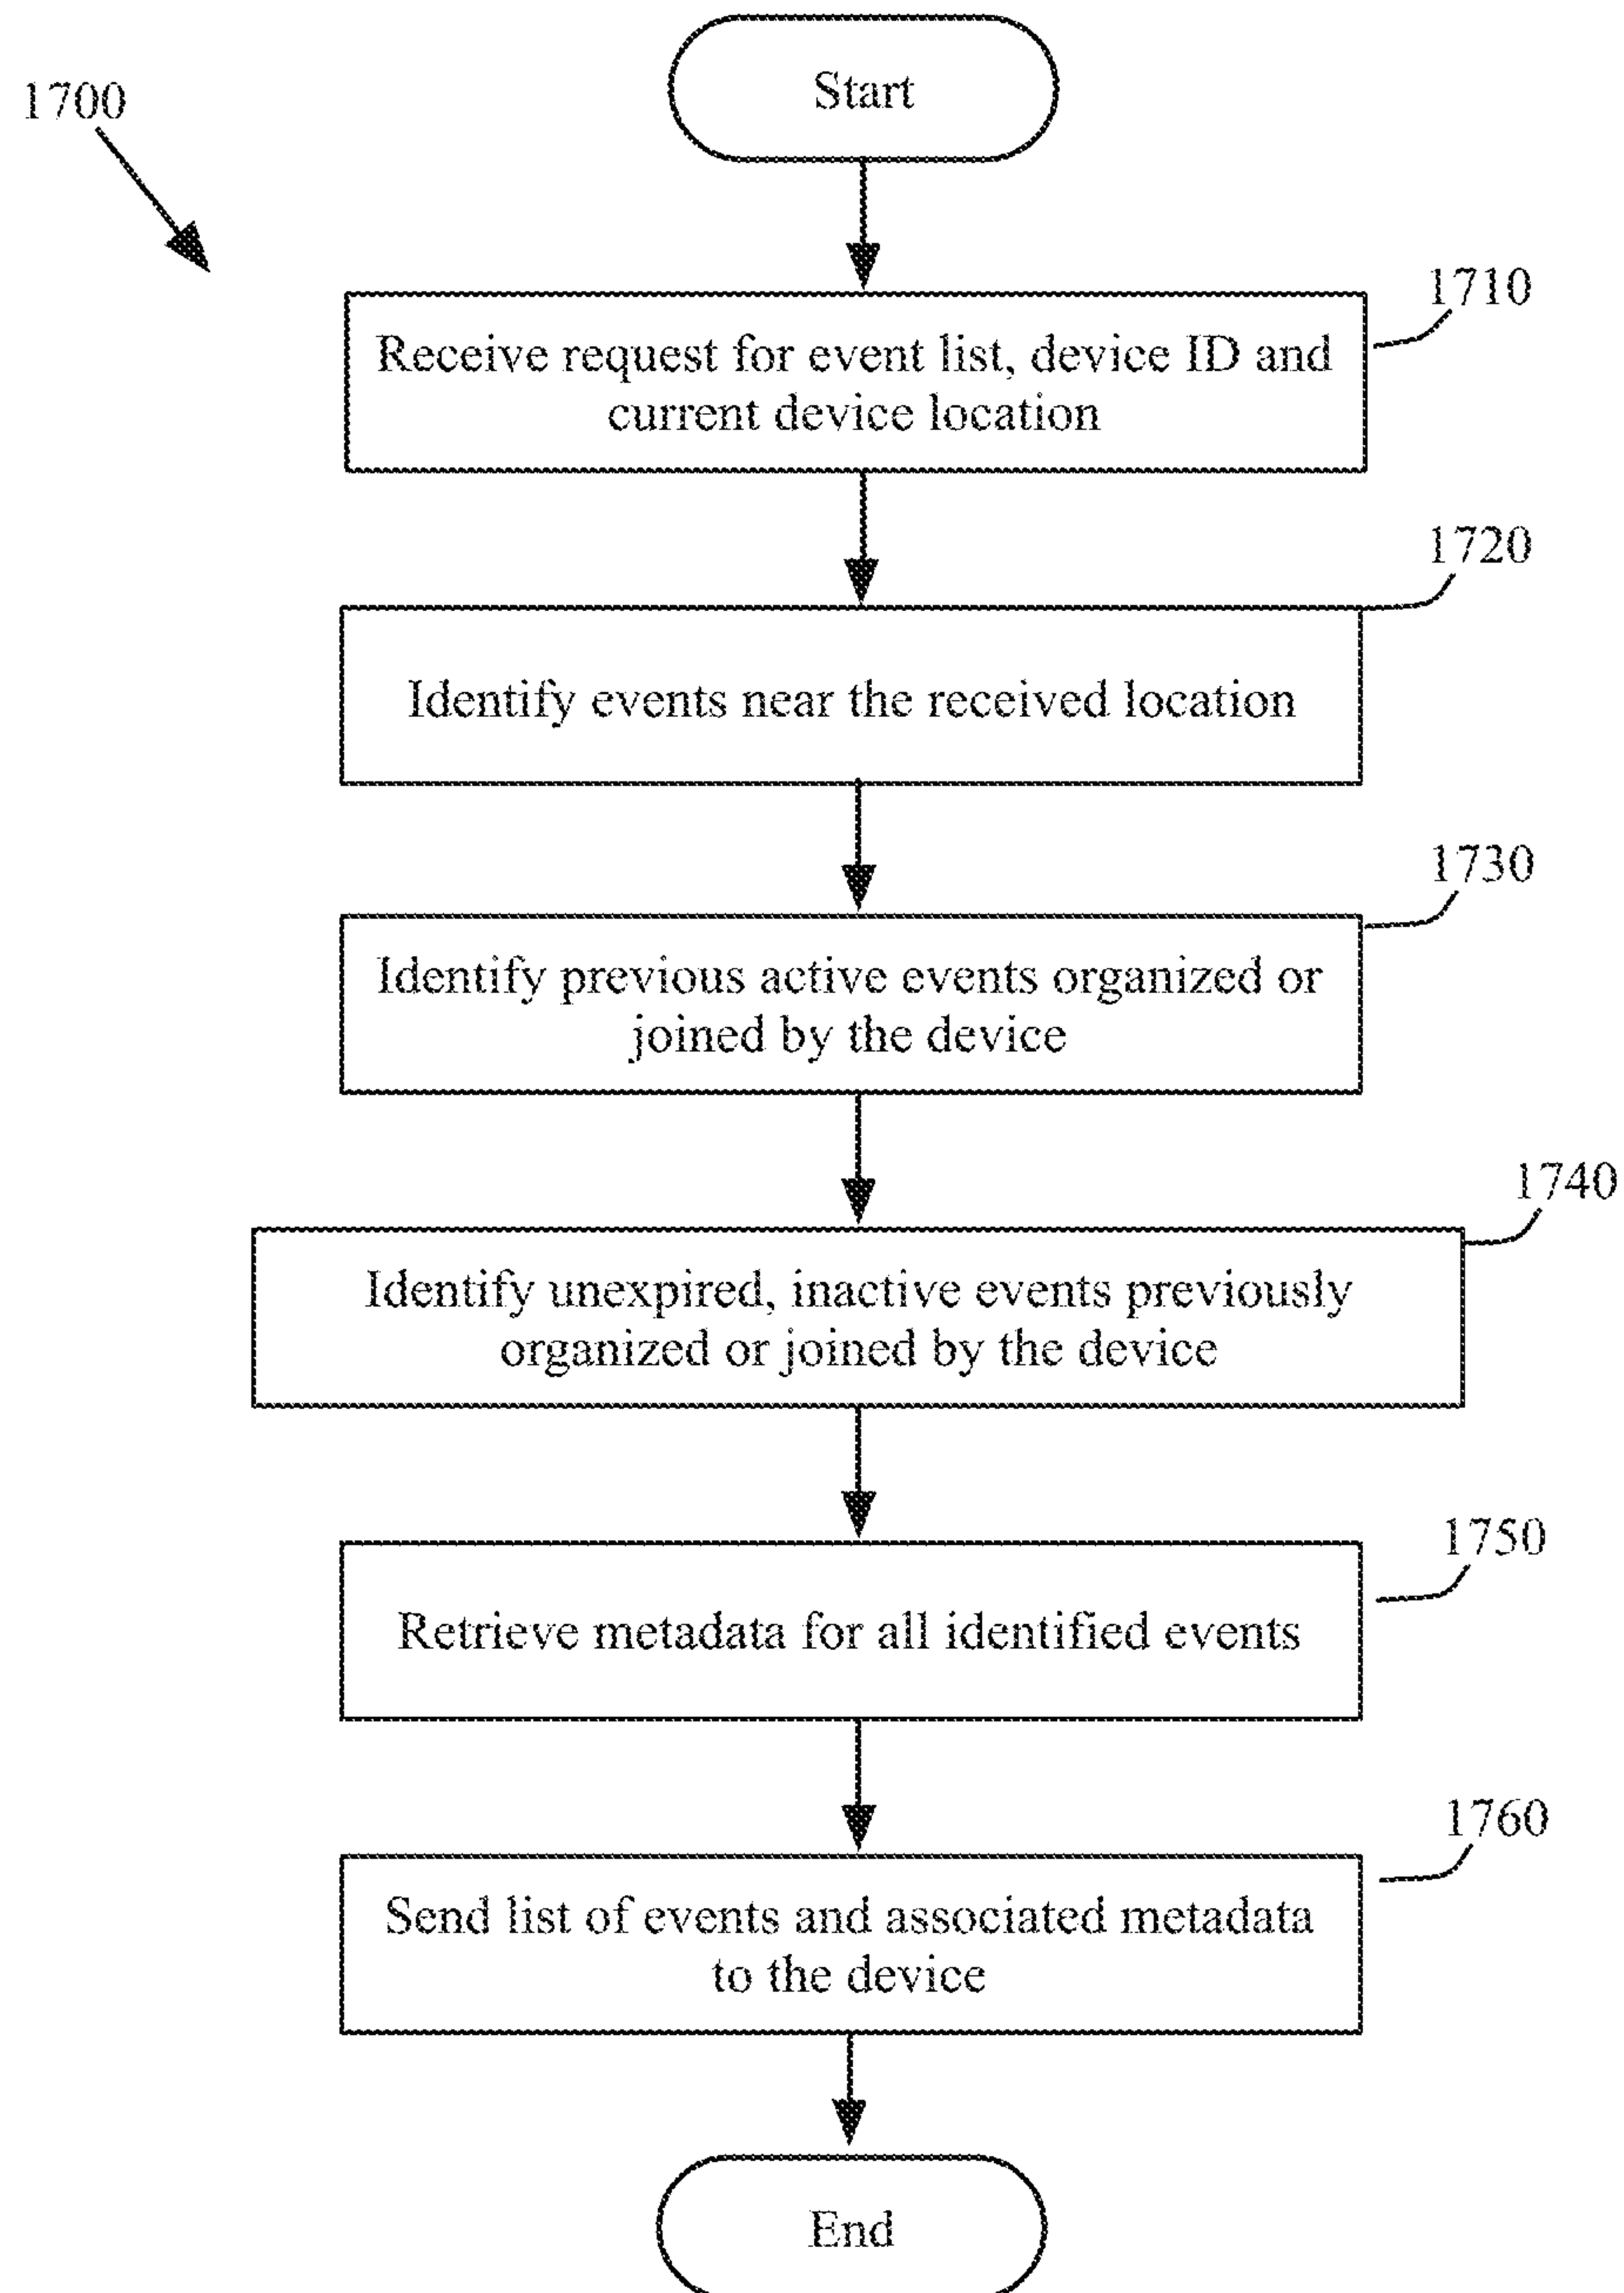 Start
1700
1710
Receive request for event list, device ID and
current device location
1720
Identify events near the received location
1730
Identify previous active events organized or
joined by the device
1740
Identify unexpired, inactive events previously
organized or joined by the device
1750
Retrieve metadata for all identified events
1760
Send list of events and associated metadata
to the device
End